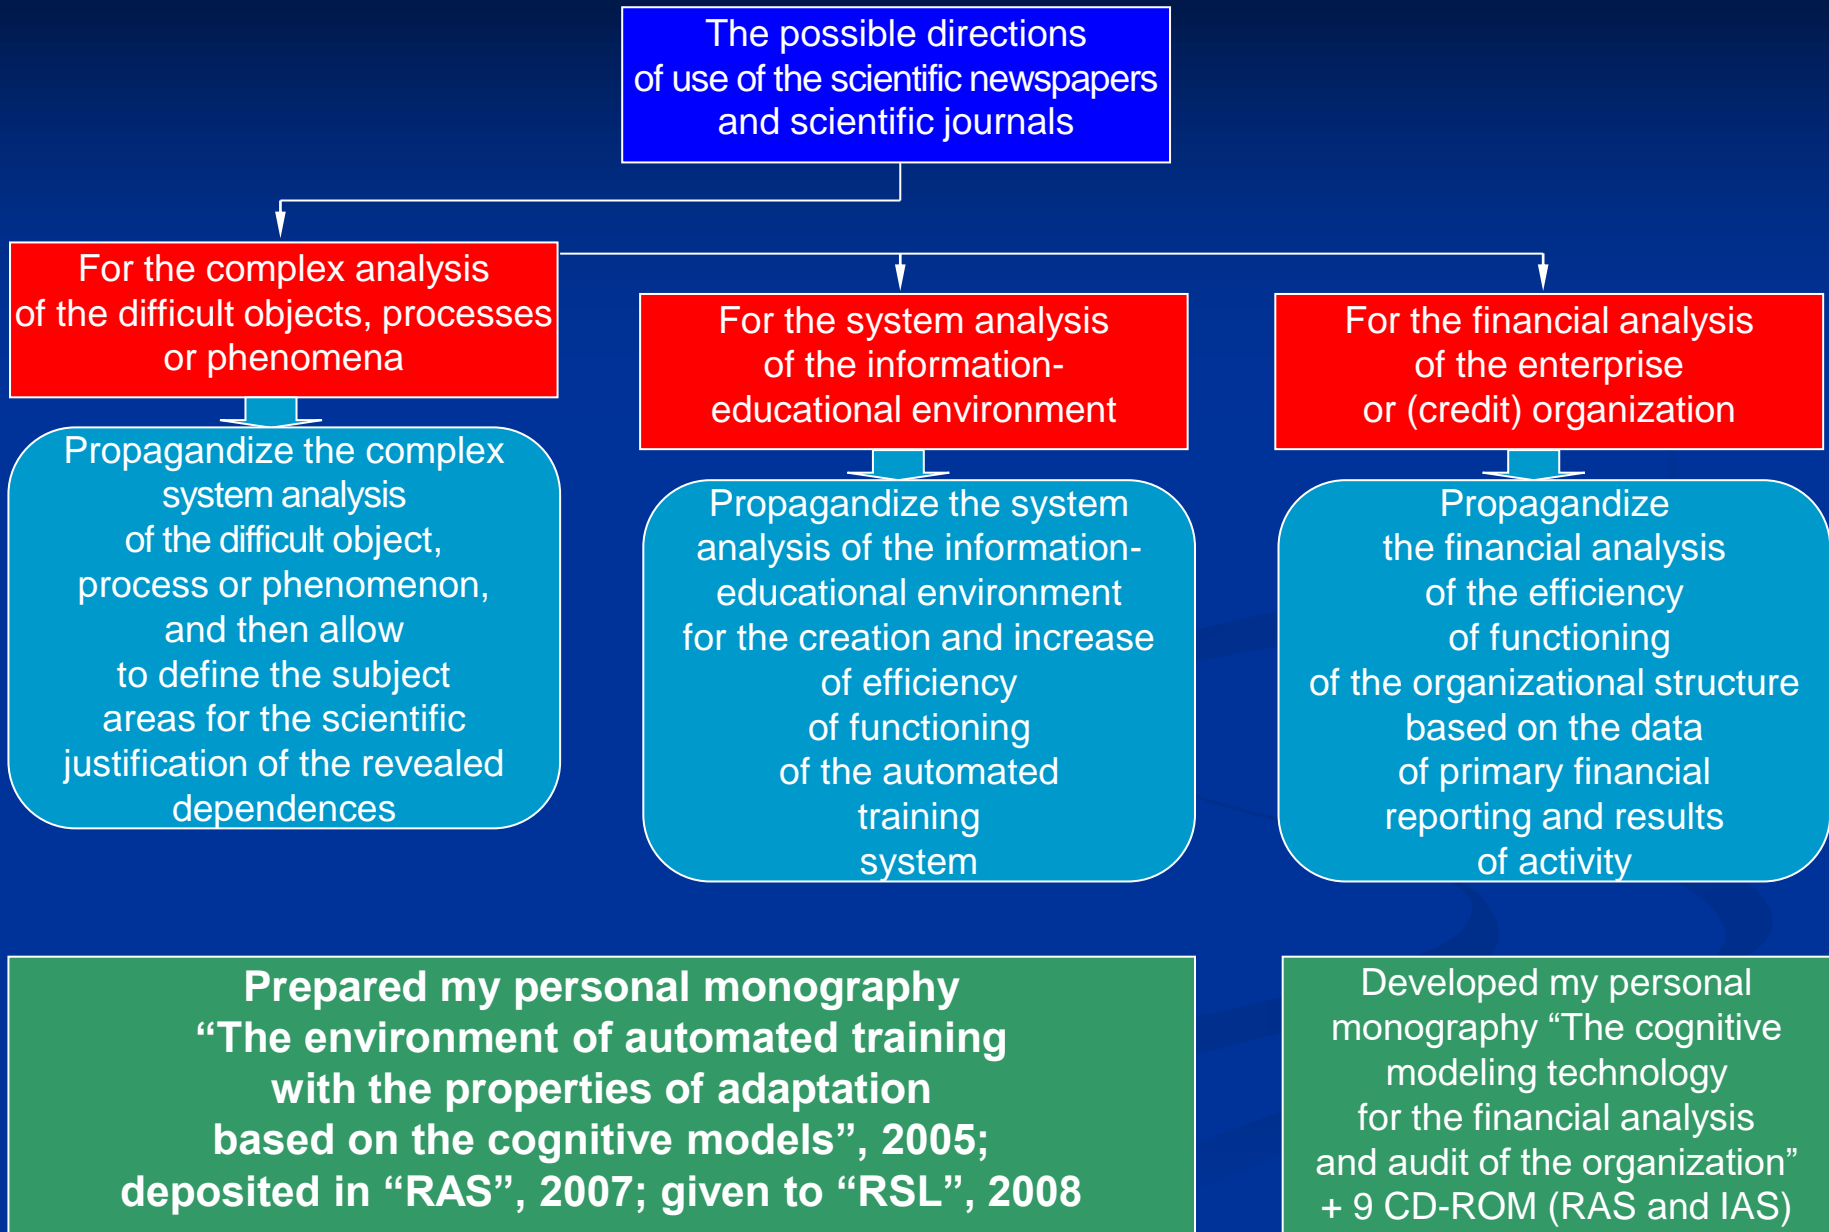 The possible directions
of use of the scientific newspapers
and scientific journals
For the complex analysis
of the difficult objects, processes
or phenomena
For the system analysis
of the information-
educational environment
For the financial analysis
of the enterprise
or (credit) organization
Propagandize the complex
system analysis
of the difficult object,
process or phenomenon,
and then allow
to define the subject
areas for the scientific
justification of the revealed
dependences
Propagandize the system
analysis of the information-
educational environment
for the creation and increase
of efficiency
of functioning
of the automated
training
system
Propagandize
the financial analysis
of the efficiency
of functioning
of the organizational structure
based on the data
of primary financial
reporting and results
of activity
Prepared my personal monography
“The environment of automated training
with the properties of adaptation
based on the cognitive models”, 2005;
deposited in “RAS”, 2007; given to “RSL”, 2008
Developed my personal
monography “The cognitive
modeling technology
for the financial analysis
and audit of the organization”
+ 9 CD-ROM (RAS and IAS)